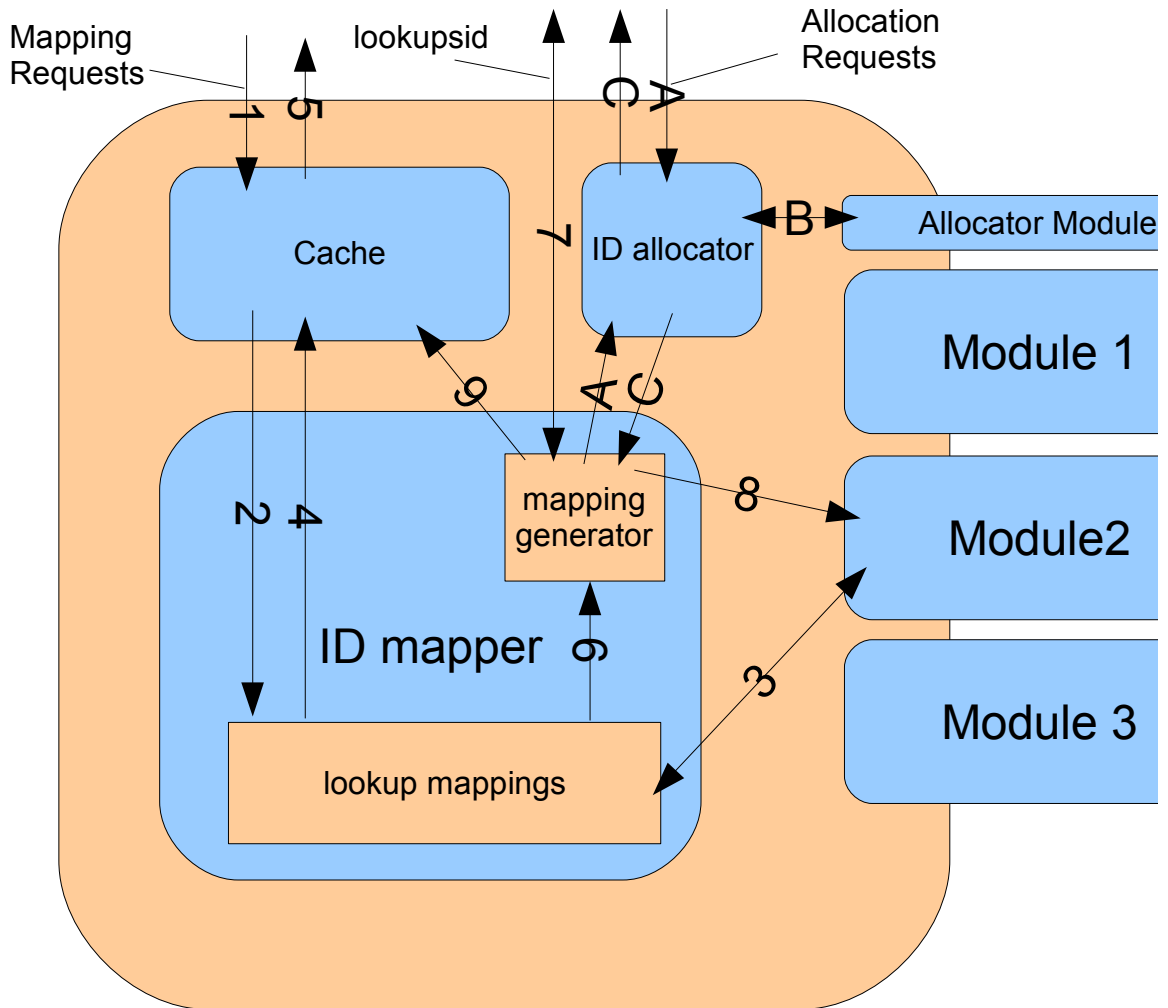 Mapping
Requests
lookupsid
Allocation
Requests
1
5
7
C
A
Cache
ID allocator
B
Allocator Module
Module 1
9
A
C
2
4
mapping
generator
8
Module2
ID mapper
6
3
Module 3
lookup mappings